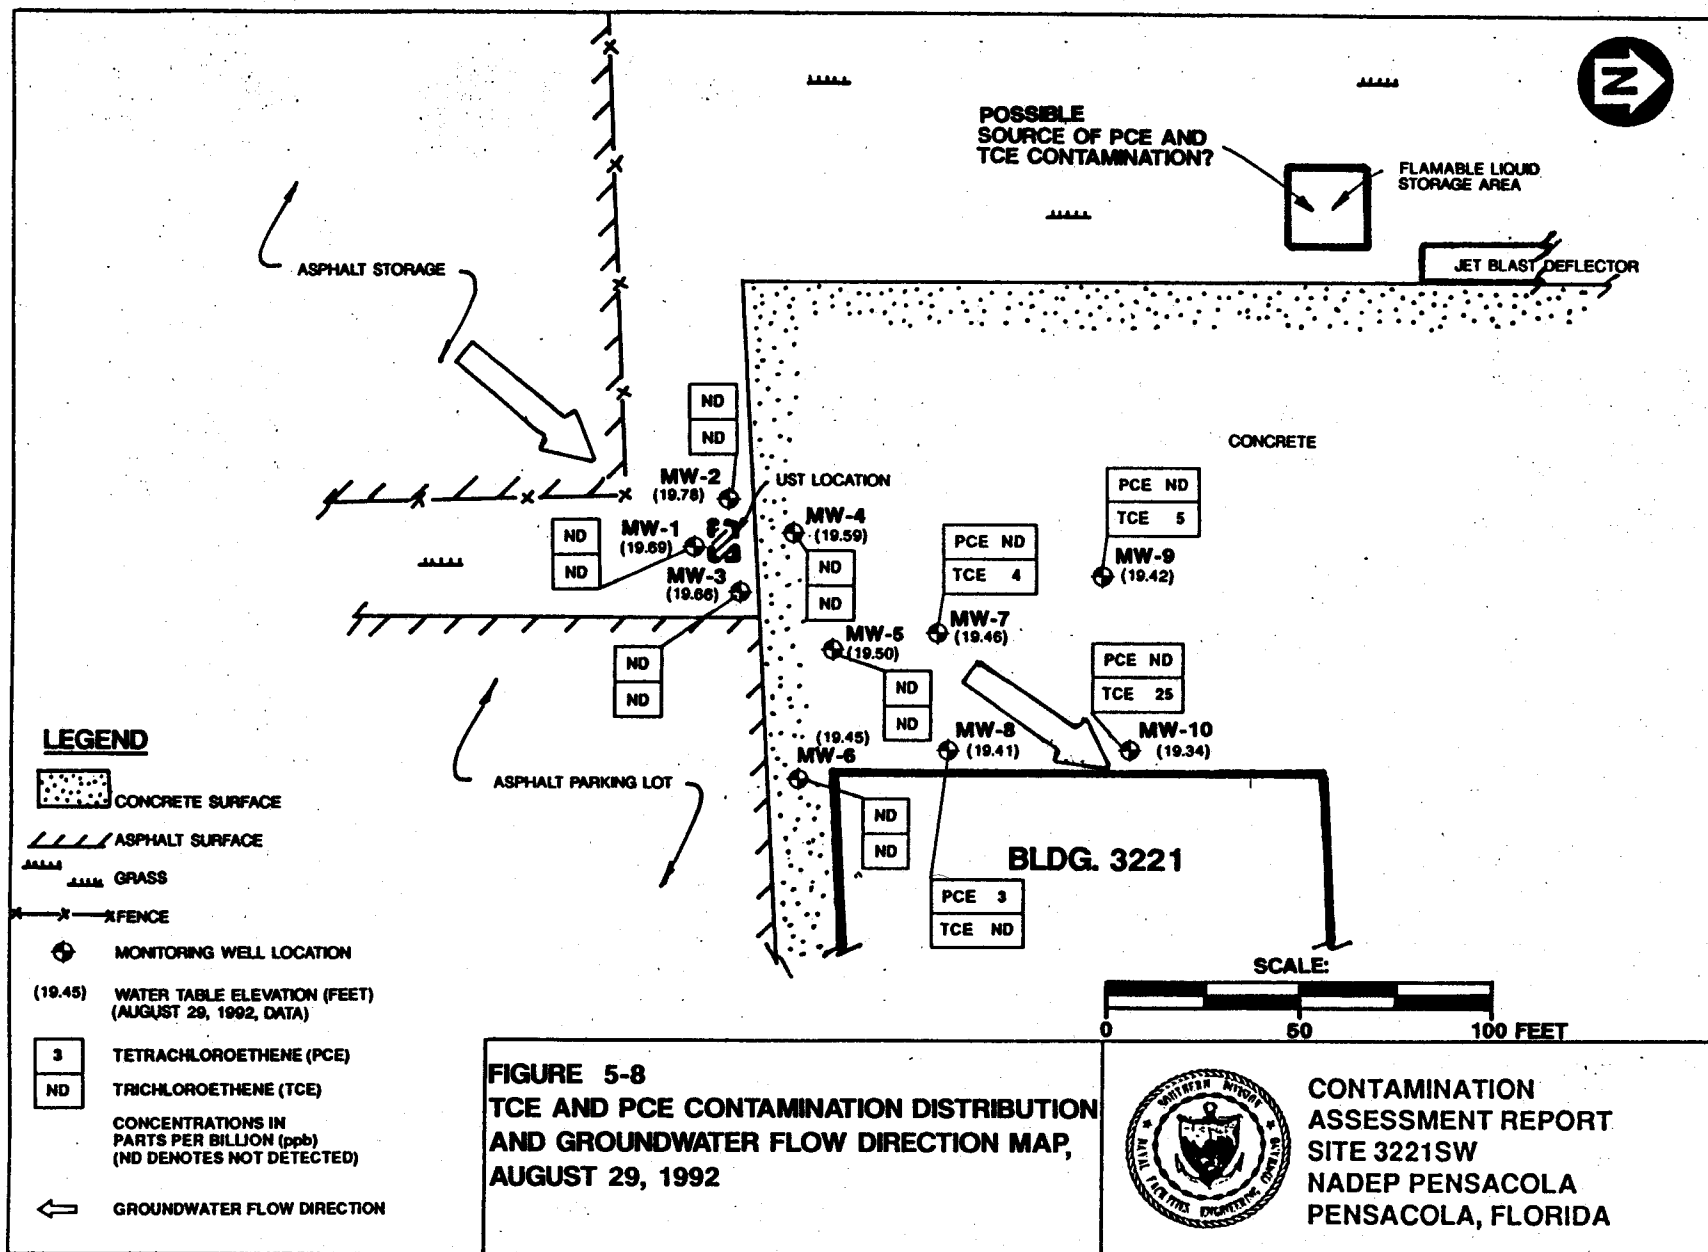 N
POSSIBLE
SOURCE OF PCE AND
TCE CONTAMINATION?
FLAMABLE LIQUID
STORAGE AREA
JET BLAST DEFLECTOR
ASPHALT STORAGE
CONCRETE
ND
ND
MW-2
(19.78)
UST LOCATION
ND
ND
MW-1
(19.69)
MW-3
(19.66)
MW-4
(19.59)
ND
ND
PCE ND
TCE 4
PCE ND
TCE 5
MW-9
(19.42)
MW-7
(19.46)
MW-5
(19.50)
ND
ND
ND
ND
PCE ND
TCE 25
MW-10
(19.34)
MW-8
(19.41)
(19.45)
MW-6
ND
ND
ASPHALT PARKING LOT
BLDG. 3221
PCE 3
TCE ND
LEGEND
CONCRETE SURFACE
ASPHALT SURFACE
GRASS
FENCE
MONITORING WELL LOCATION
(19.45) WATER TABLE ELEVATION (FEET)
(AUGUST 29, 1992, DATA)
3 TETRACHLOROETHENE (PCE)
ND TRICHLOROETHENE (TCE)
CONCENTRATIONS IN
PARTS PER BILLION (ppb)
(ND DENOTES NOT DETECTED)
GROUNDWATER FLOW DIRECTION
SCALE:
0 50 100 FEET
FIGURE 5-8
TCE AND PCE CONTAMINATION DISTRIBUTION
AND GROUNDWATER FLOW DIRECTION MAP,
AUGUST 29, 1992
SOUTHERN DIVISION
NAVAL FACILITIES ENGINEERING
CONTAMINATION
ASSESSMENT REPORT
SITE 3221SW
NADEP PENSACOLA
PENSACOLA, FLORIDA